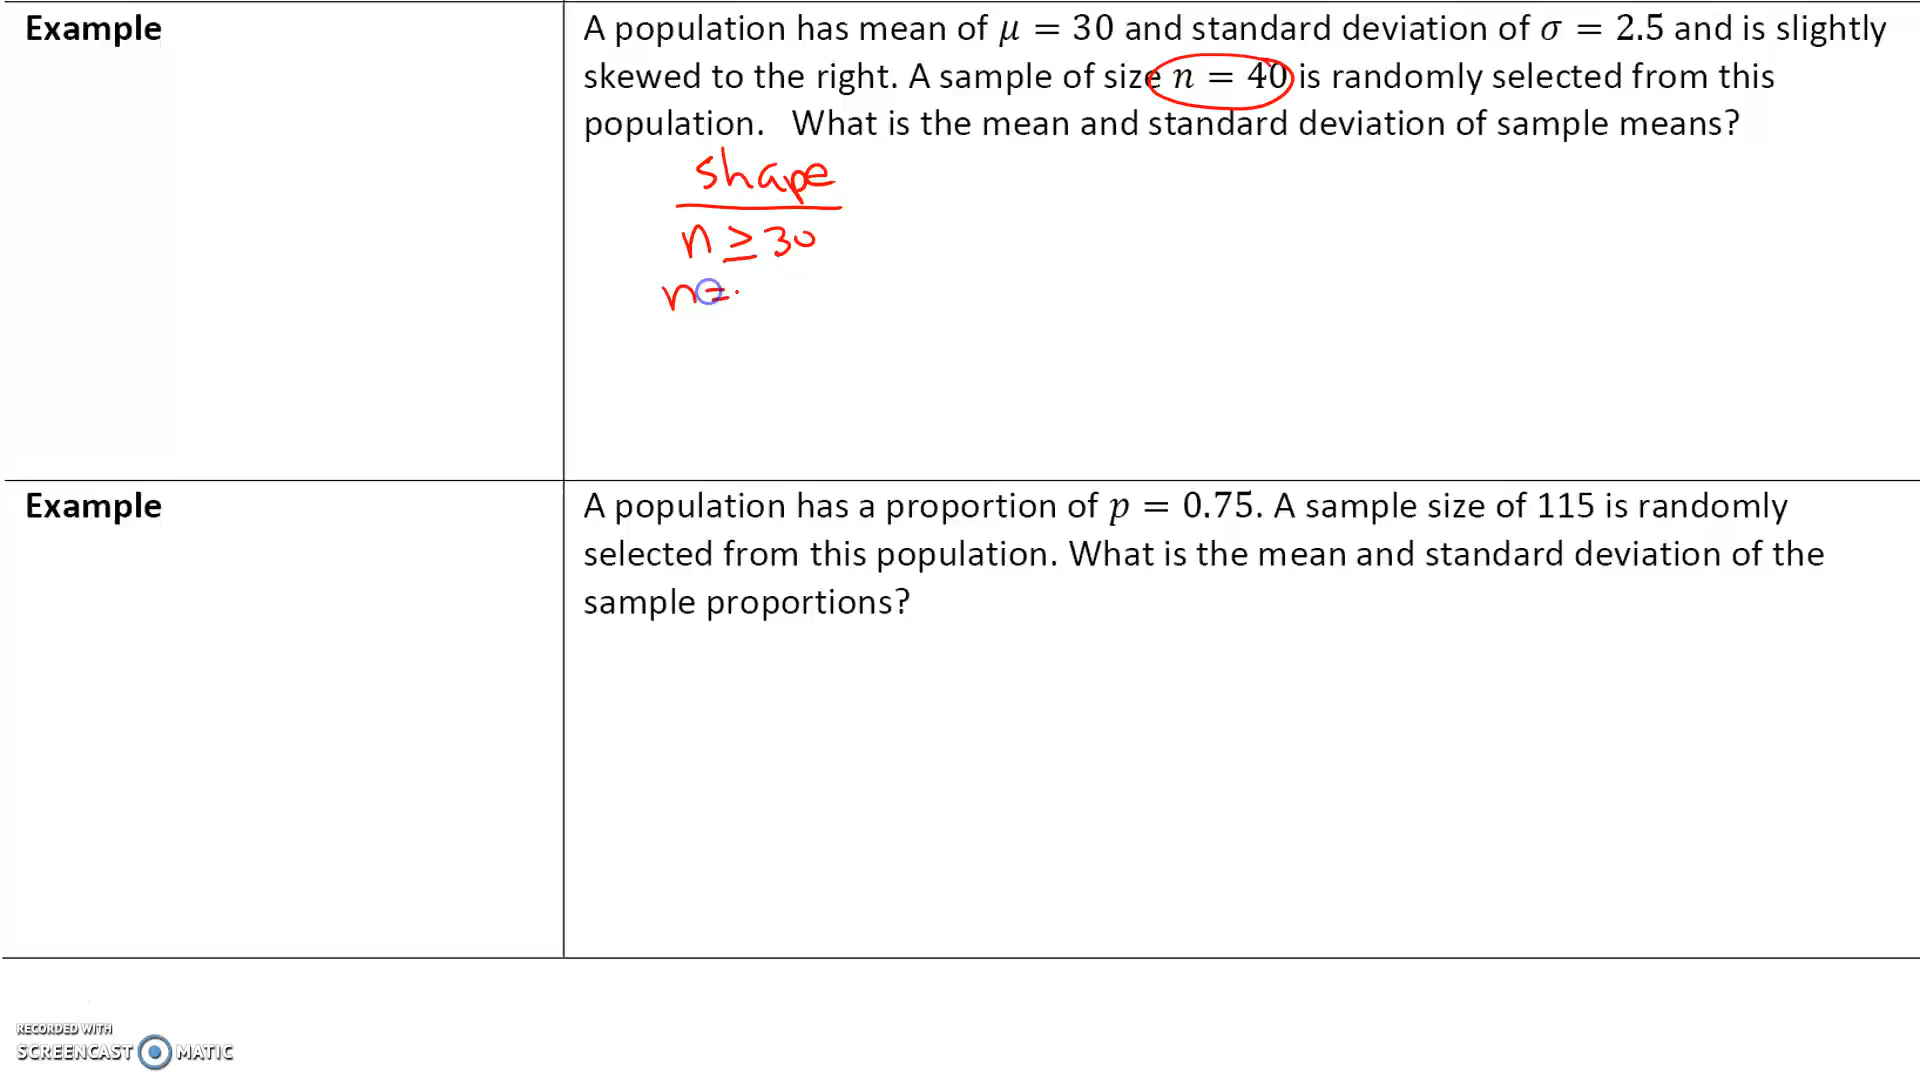 Example
A population has mean of μ = 30 and standard deviation of σ = 2.5 and is slightly
skewed to the right. A sample of size n = 40 is randomly selected from this
population. What is the mean and standard deviation of sample means?
shape
n ≥ 30
n =
Example
A population has a proportion of p = 0.75. A sample size of 115 is randomly
selected from this population. What is the mean and standard deviation of the
sample proportions?
RECORDED WITH
SCREENCAST MATIC